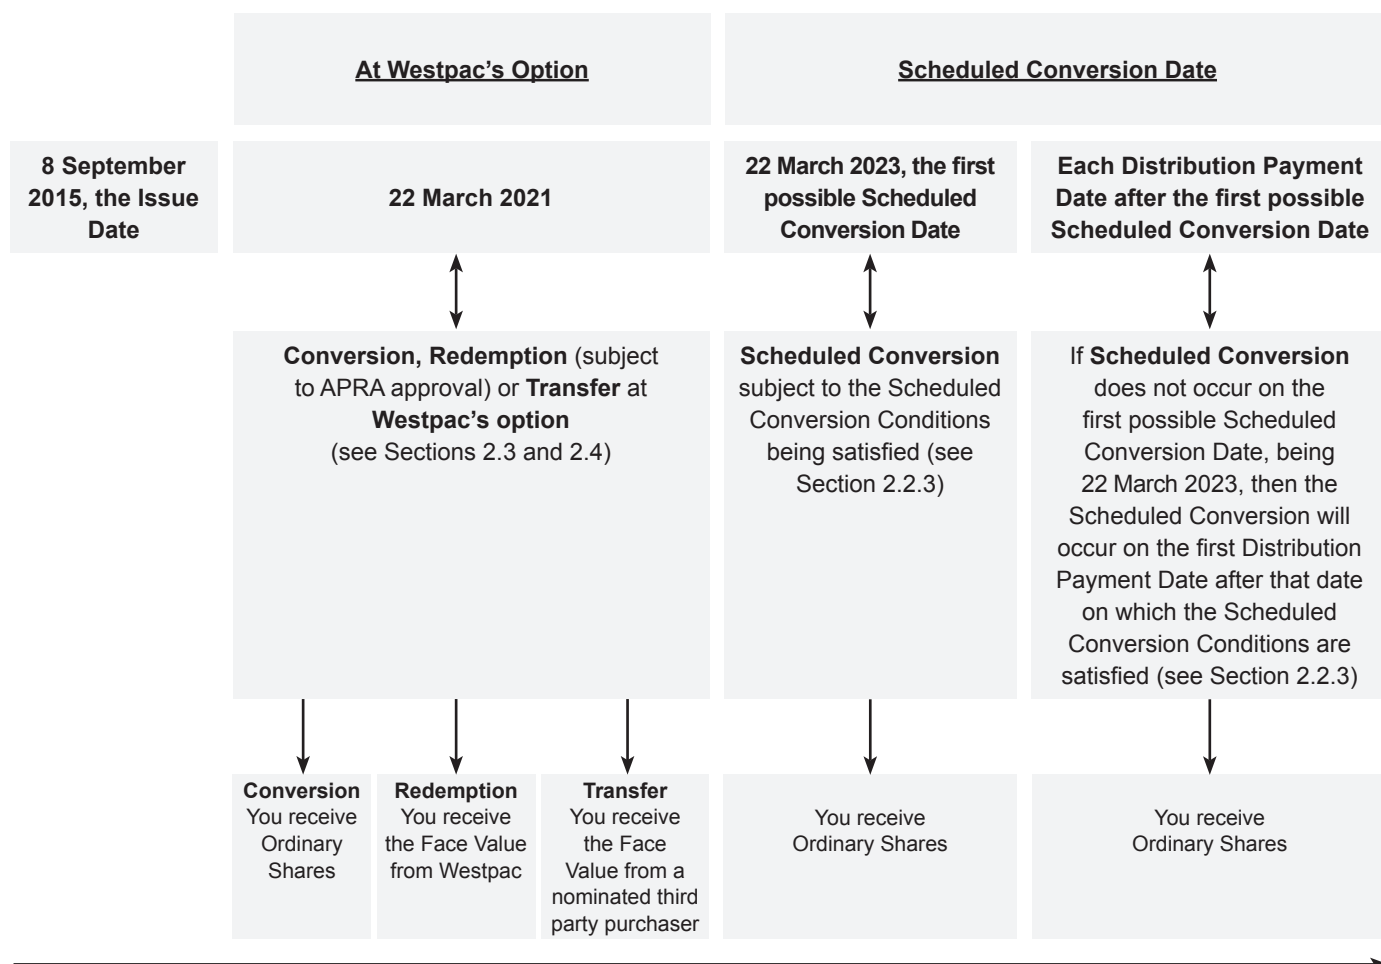 At Westpac's Option
Scheduled Conversion Date
8 September
2015, the Issue
Date
22 March 2021
22 March 2023, the first
possible Scheduled
Conversion Date
Each Distribution Payment
Date after the first possible
Scheduled Conversion Date
Conversion, Redemption (subject
to APRA approval) or Transfer at
Westpac's option
(see Sections 2.3 and 2.4)
Scheduled Conversion
subject to the Scheduled
Conversion Conditions
being satisfied (see
Section 2.2.3)
If Scheduled Conversion
does not occur on the
first possible Scheduled
Conversion Date, being
22 March 2023, then the
Scheduled Conversion will
occur on the first Distribution
Payment Date after that date
on which the Scheduled
Conversion Conditions are
satisfied (see Section 2.2.3)
Conversion
You receive
Ordinary
Shares
Redemption
You receive
the Face Value
from Westpac
Transfer
You receive
the Face
Value from a
nominated third
party purchaser
You receive
Ordinary Shares
You receive
Ordinary Shares